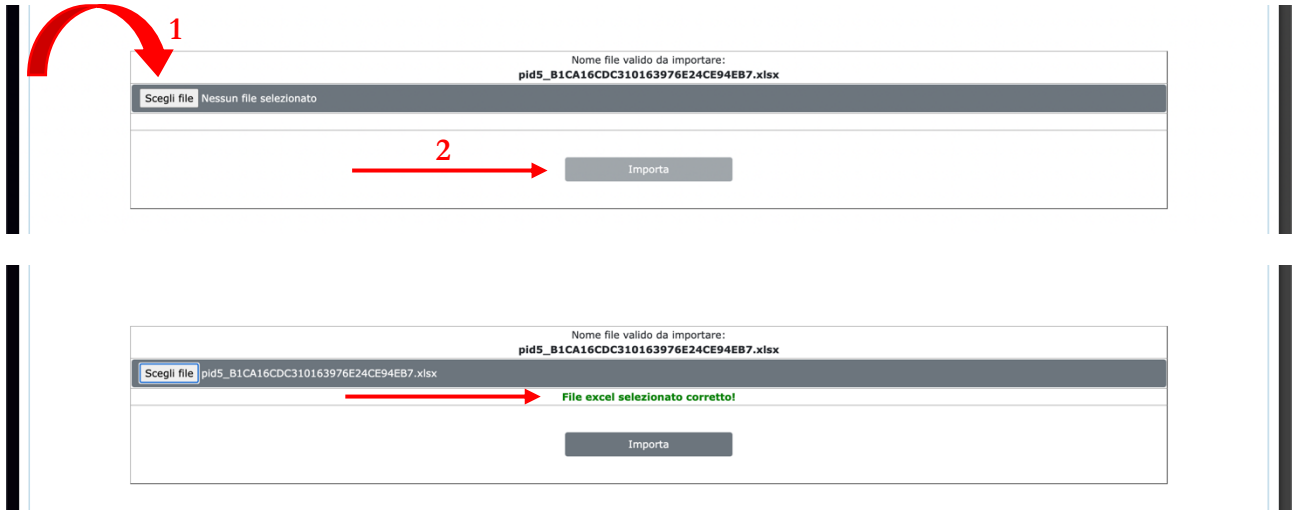 1
Nome file valido da importare:
pid5_B1CA16CDC310163976E24CE94EB7.xlsx
Scegli file Nessun file selezionato
2
Importa
Nome file valido da importare:
pid5_B1CA16CDC310163976E24CE94EB7.xlsx
Scegli file pid5_B1CA16CDC310163976E24CE94EB7.xlsx
File excel selezionato corretto!
Importa